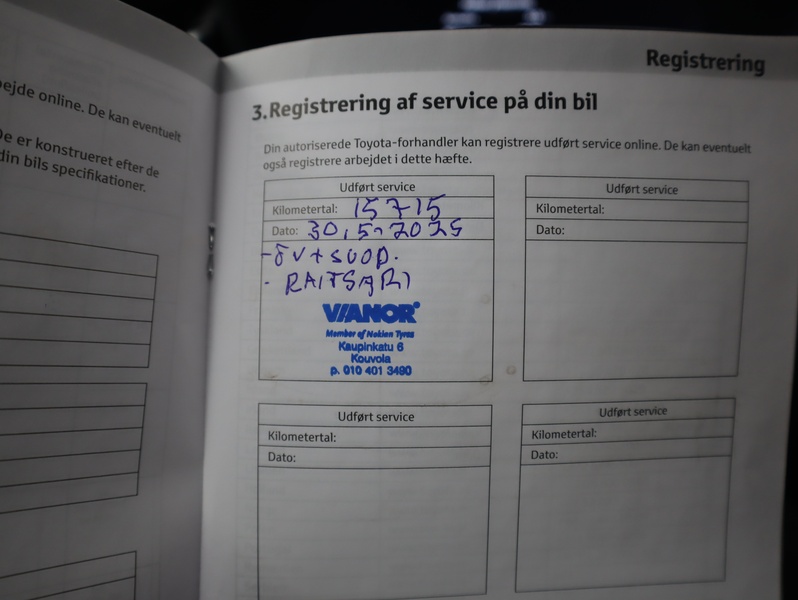 ejde online. De kan eventuelt
De er konstrueret efter de
din bils specifikationer.
Registrering
3.Registrering af service på din bil
Din autoriserede Toyota-forhandler kan registrere udført service online. De kan eventuelt
også registrere arbejdet i dette hæfte.
Udført service
Kilometertal: 15715
Dato: 30.5-2025
-ÖV+SUOD.
- RAITSARI
VIANOR
Member of Nokian Tyres
Kaupinkatu 6
Kouvola
p. 010 401 3490
Udført service
Kilometertal:
Dato:
Udført service
Kilometertal:
Dato:
Udført service
Kilometertal:
Dato: